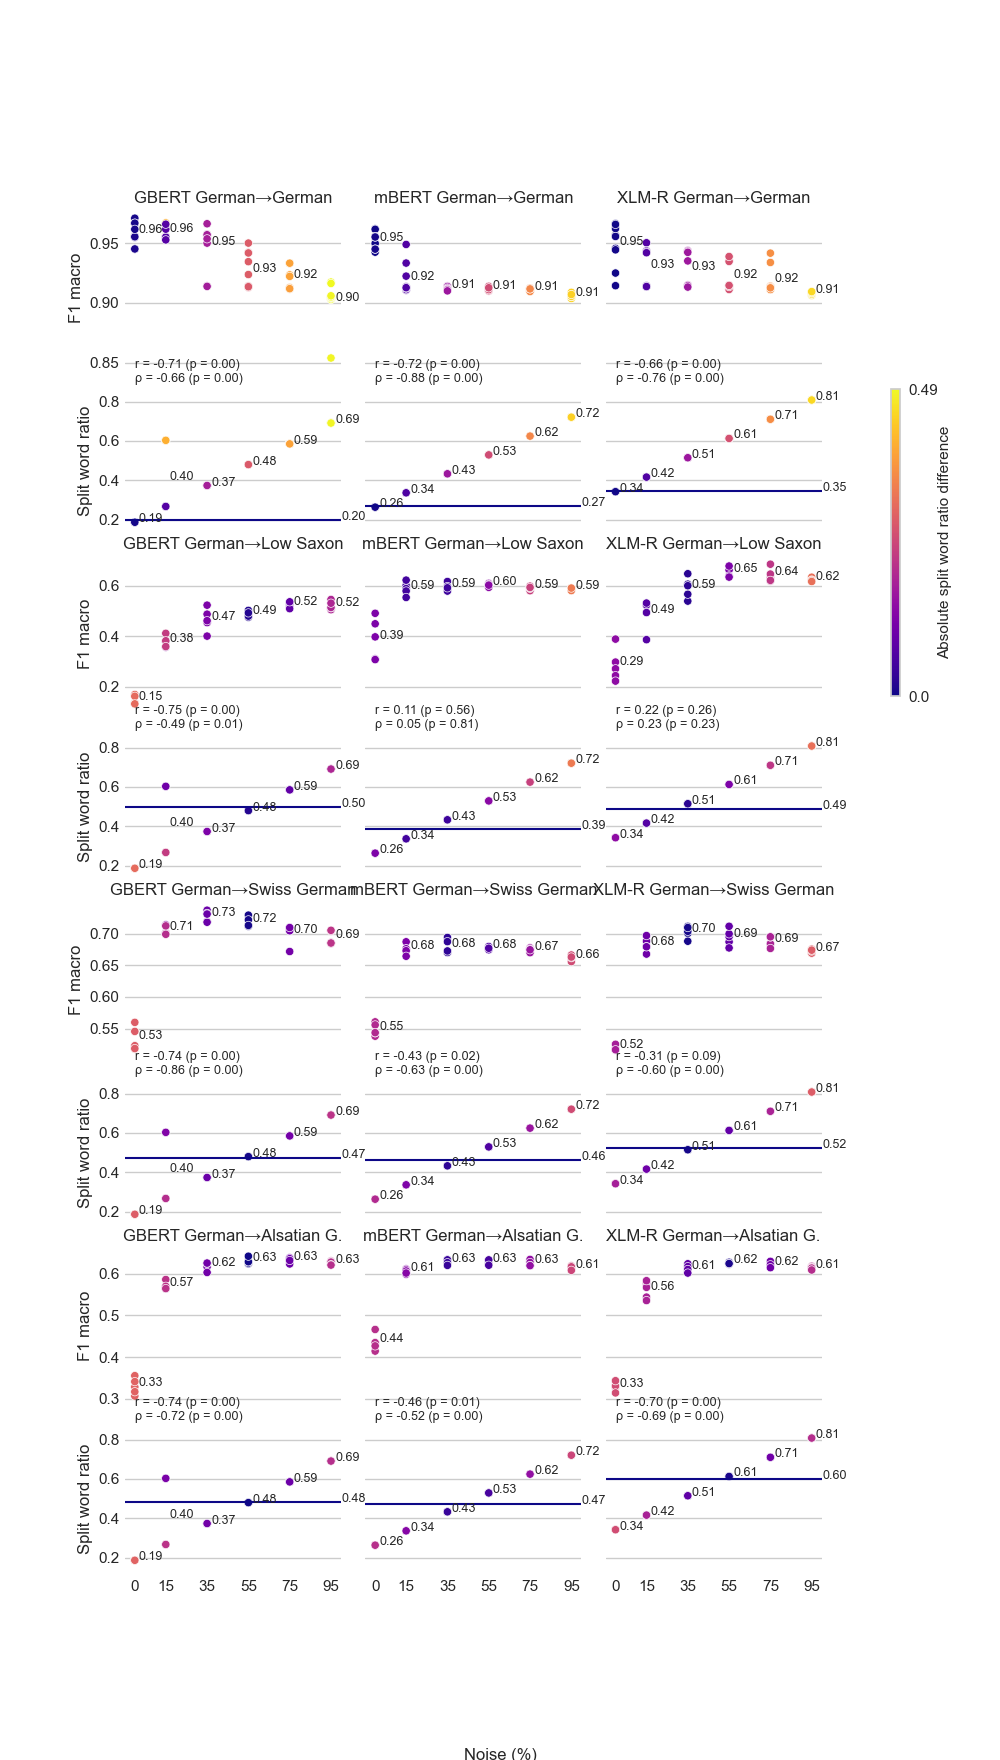 GBERT German→German mBERT German→German XLM-R German→German
F1 macro
0.95
0.90
0.85
0.96 0.96 0.95 0.93 0.92 0.90
0.95 0.92 0.91 0.91 0.91 0.91
0.95 0.93 0.93 0.92 0.92 0.91
r = -0.71 (p = 0.00)
ρ = -0.66 (p = 0.00)
r = -0.72 (p = 0.00)
ρ = -0.88 (p = 0.00)
r = -0.66 (p = 0.00)
ρ = -0.76 (p = 0.00)
Split word ratio
0.8
0.6
0.4
0.2
0.19 0.40 0.37 0.48 0.59 0.69 0.20
0.26 0.34 0.43 0.53 0.62 0.72 0.27
0.34 0.42 0.51 0.61 0.71 0.81 0.35
GBERT German→Low Saxon mBERT German→Low Saxon XLM-R German→Low Saxon
F1 macro
0.6
0.4
0.2
0.15 0.38 0.47 0.49 0.52 0.52
0.39 0.59 0.59 0.60 0.59 0.59
0.29 0.49 0.59 0.65 0.64 0.62
r = -0.75 (p = 0.00)
ρ = -0.49 (p = 0.01)
r = 0.11 (p = 0.56)
ρ = 0.05 (p = 0.81)
r = 0.22 (p = 0.26)
ρ = 0.23 (p = 0.23)
Split word ratio
0.8
0.6
0.4
0.2
0.19 0.40 0.37 0.48 0.59 0.69 0.50
0.26 0.34 0.43 0.53 0.62 0.72 0.39
0.34 0.42 0.51 0.61 0.71 0.81 0.49
GBERT German→Swiss German mBERT German→Swiss German XLM-R German→Swiss German
F1 macro
0.70
0.65
0.60
0.55
0.53 0.71 0.73 0.72 0.70 0.69
0.55 0.68 0.68 0.68 0.67 0.66
0.52 0.68 0.70 0.69 0.69 0.67
r = -0.74 (p = 0.00)
ρ = -0.86 (p = 0.00)
r = -0.43 (p = 0.02)
ρ = -0.63 (p = 0.00)
r = -0.31 (p = 0.09)
ρ = -0.60 (p = 0.00)
Split word ratio
0.8
0.6
0.4
0.2
0.19 0.40 0.37 0.48 0.59 0.69 0.47
0.26 0.34 0.43 0.53 0.62 0.72 0.46
0.34 0.42 0.51 0.61 0.71 0.81 0.52
GBERT German→Alsatian G. mBERT German→Alsatian G. XLM-R German→Alsatian G.
F1 macro
0.6
0.5
0.4
0.3
0.33 0.57 0.62 0.63 0.63 0.63
0.44 0.61 0.63 0.63 0.63 0.61
0.33 0.56 0.61 0.62 0.62 0.61
r = -0.74 (p = 0.00)
ρ = -0.72 (p = 0.00)
r = -0.46 (p = 0.01)
ρ = -0.52 (p = 0.00)
r = -0.70 (p = 0.00)
ρ = -0.69 (p = 0.00)
Split word ratio
0.8
0.6
0.4
0.2
0.19 0.40 0.37 0.48 0.59 0.69 0.48
0.26 0.34 0.43 0.53 0.62 0.72 0.47
0.34 0.42 0.51 0.61 0.71 0.81 0.60
0 15 35 55 75 95 0 15 35 55 75 95 0 15 35 55 75 95
Noise (%)
0.49
Absolute split word ratio difference
0.0